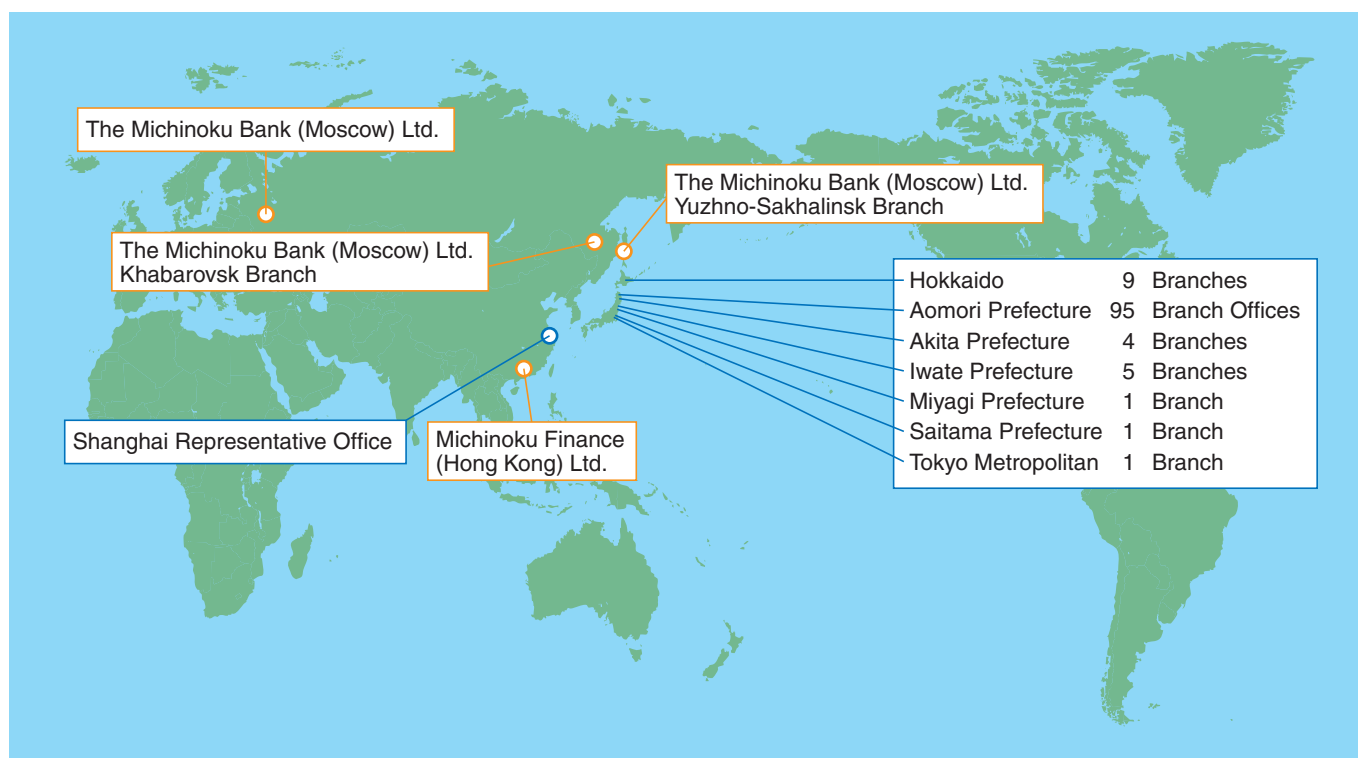 The Michinoku Bank (Moscow) Ltd.
The Michinoku Bank (Moscow) Ltd.
Yuzhno-Sakhalinsk Branch
The Michinoku Bank (Moscow) Ltd.
Khabarovsk Branch
Hokkaido 9 Branches
Aomori Prefecture 95 Branch Offices
Akita Prefecture 4 Branches
Iwate Prefecture 5 Branches
Miyagi Prefecture 1 Branch
Saitama Prefecture 1 Branch
Tokyo Metropolitan 1 Branch
Shanghai Representative Office
Michinoku Finance
(Hong Kong) Ltd.